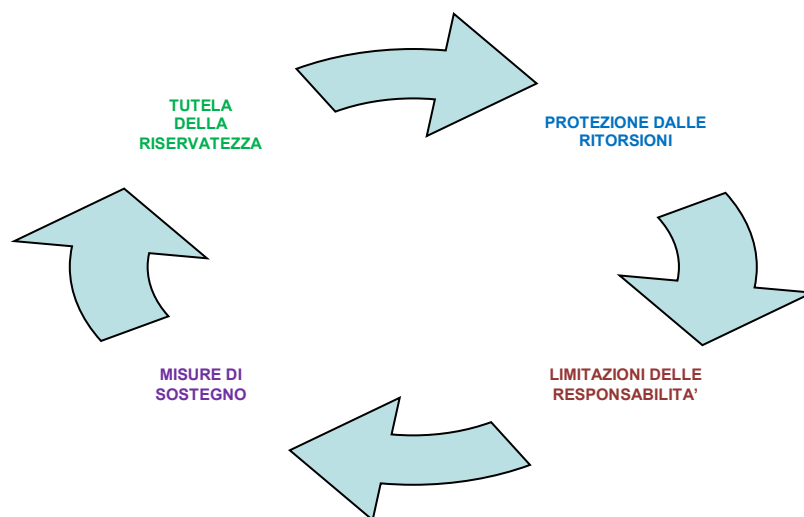 TUTELA
DELLA
RISERVATEZZA
PROTEZIONE DALLE
RITORSIONI
MISURE DI
SOSTEGNO
LIMITAZIONI DELLE
RESPONSABILITA’